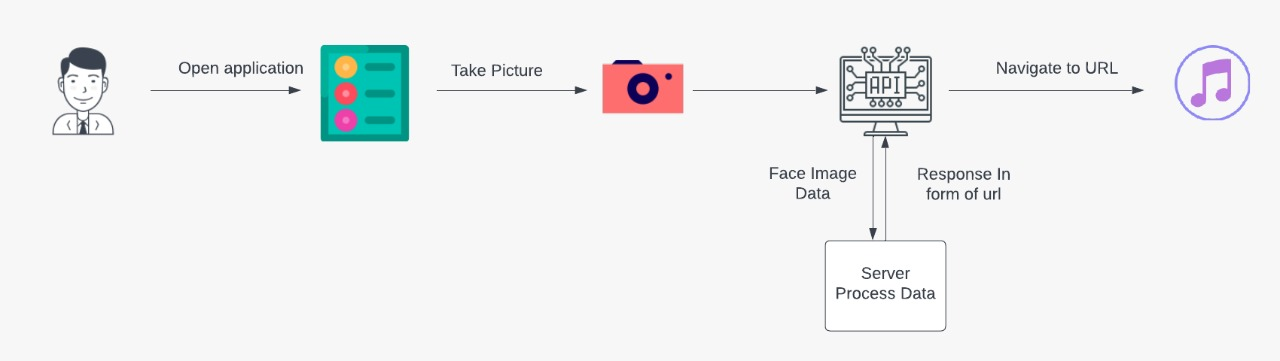 Open application
Take Picture
API
Navigate to URL
Face Image
Data
Response In
form of url
Server
Process Data